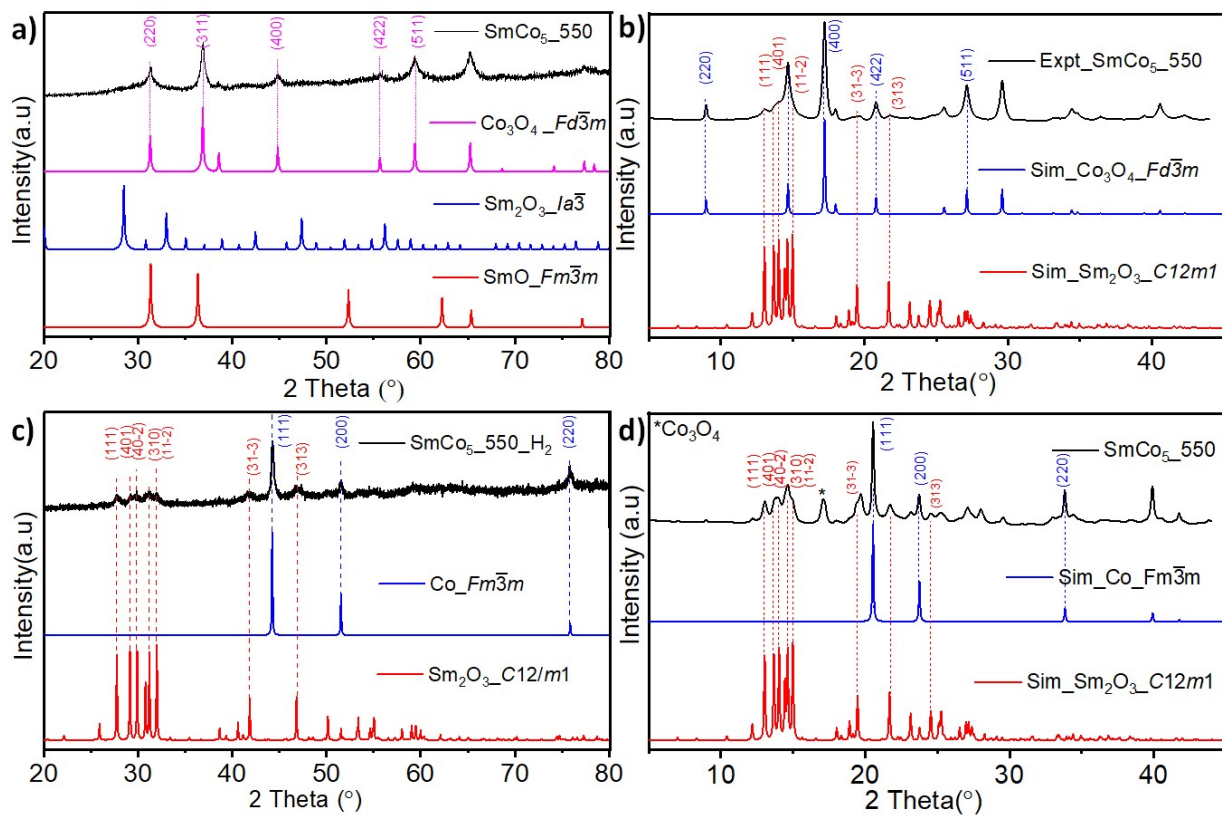 a)
Intensity(a.u)
(220)
(311)
(400)
(422)
(511)
SmCo₅_550
Co₃O₄_Fd3̅m
Sm₂O₃_Ia3̅
SmO_Fm3̅m
20 30 40 50 60 70 80
2 Theta (°)
b)
Intensity (a.u)
(220)
(111)
(401)
(11-2)
(400)
(31-3)
(422)
(313)
(511)
Expt_SmCo₅_550
Sim_Co₃O₄_Fd3̅m
Sim_Sm₂O₃_C12m1
10 20 30 40
2 Theta(°)
c)
Intensity(a.u
(111)
(401)
(40-2)
(310)
(11-2)
(31-3)
(111)
(313)
(200)
(220)
SmCo₅_550_H₂
Co_Fm3̅m
Sm₂O₃_C12/m1
20 30 40 50 60 70 80
2 Theta (°)
d)
*Co₃O₄
Intensity (a.u)
(111)
(401)
(40-2)
(310)
(11-2)
*
(31-3)
(111)
(200)
(313)
(220)
SmCo₅_550
Sim_Co_Fm3̅m
Sim_Sm₂O₃_C12m1
10 20 30 40
2 Theta(°)